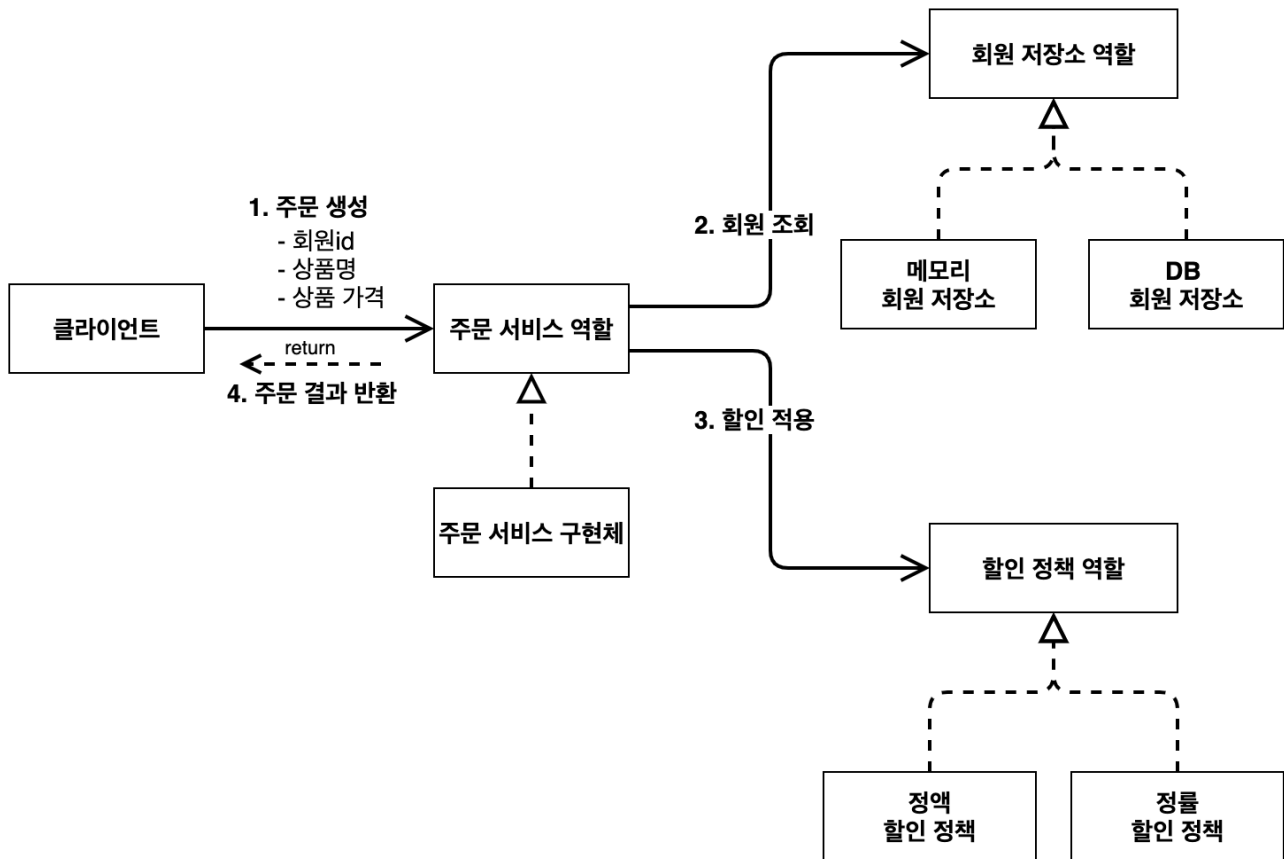 회원 저장소 역할
1. 주문 생성
- 회원id
- 상품명
- 상품 가격
2. 회원 조회
메모리
회원 저장소
DB
회원 저장소
클라이언트
주문 서비스 역할
return
4. 주문 결과 반환
3. 할인 적용
주문 서비스 구현체
할인 정책 역할
정액
할인 정책
정률
할인 정책